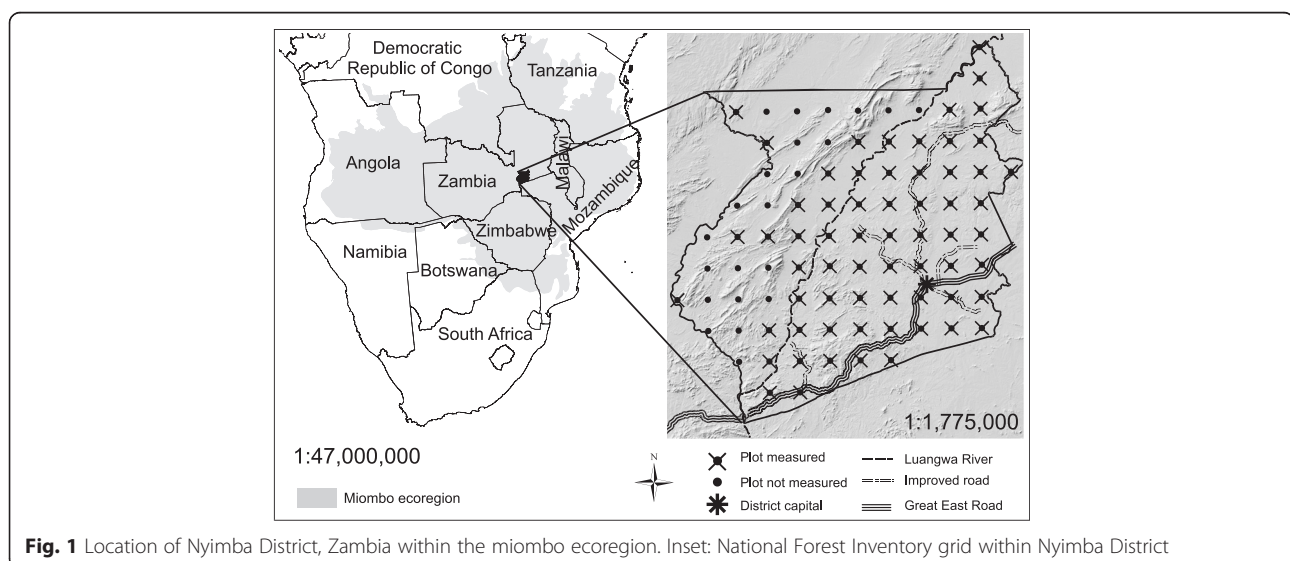 Democratic
Republic of Congo
Tanzania
Angola
Zambia
Malawi
Mozambique
Zimbabwe
Namibia
Botswana
South Africa
1:47,000,000
Miombo ecoregion
1:1,775,000
N
Plot measured
Plot not measured
District capital
Luangwa River
Improved road
Great East Road
Fig. 1 Location of Nyimba District, Zambia within the miombo ecoregion. Inset: National Forest Inventory grid within Nyimba District